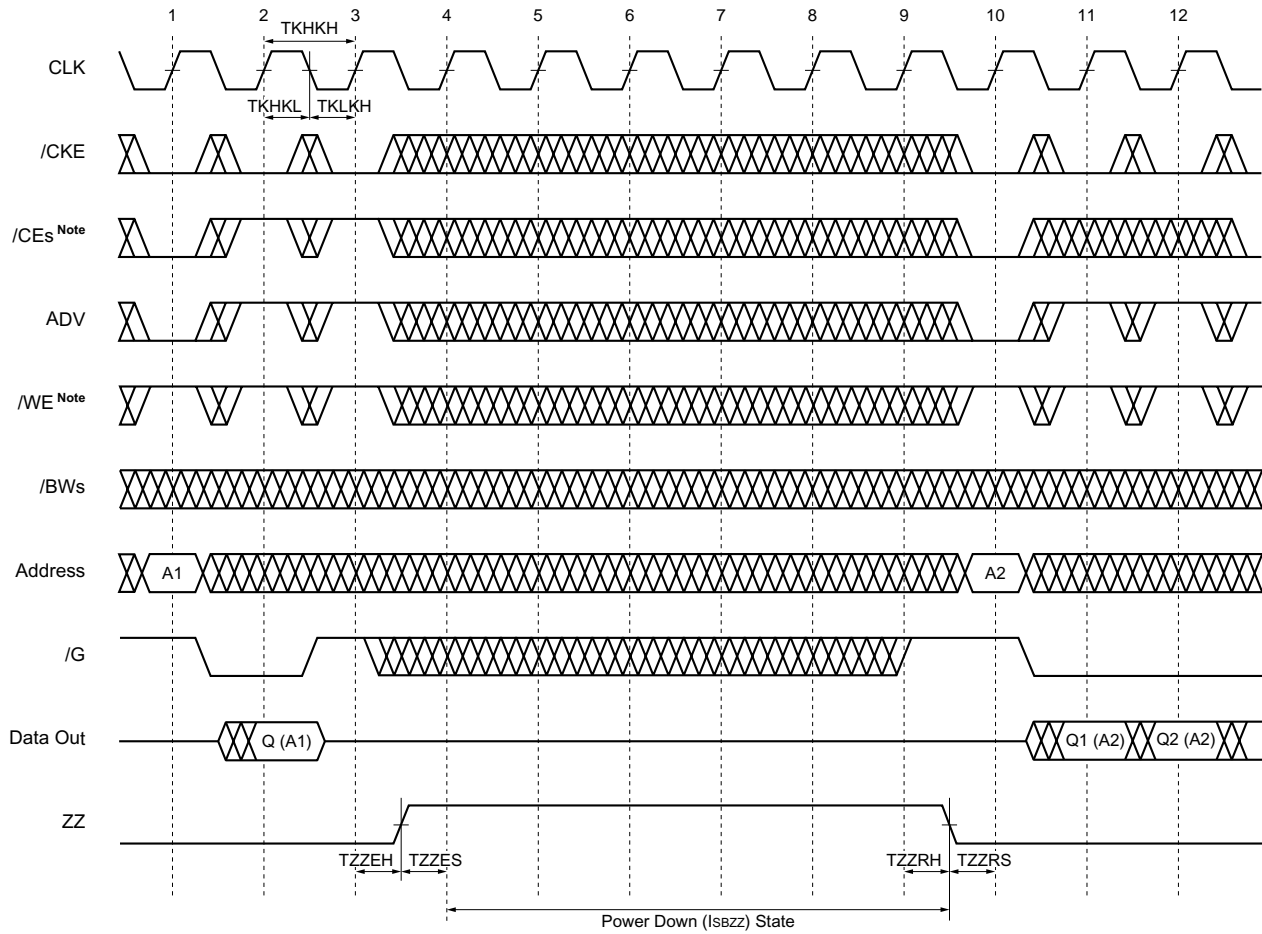 1 2 3 4 5 6 7 8 9 10 11 12
TKHKH
CLK
TKHKL TKLKH
/CKE
/CEs Note
ADV
/WE Note
/BWs
Address A1 A2
/G
Data Out Q (A1) Q1 (A2) Q2 (A2)
ZZ
TZZEH TZZES TZZRH TZZRS
Power Down (ISBZZ) State